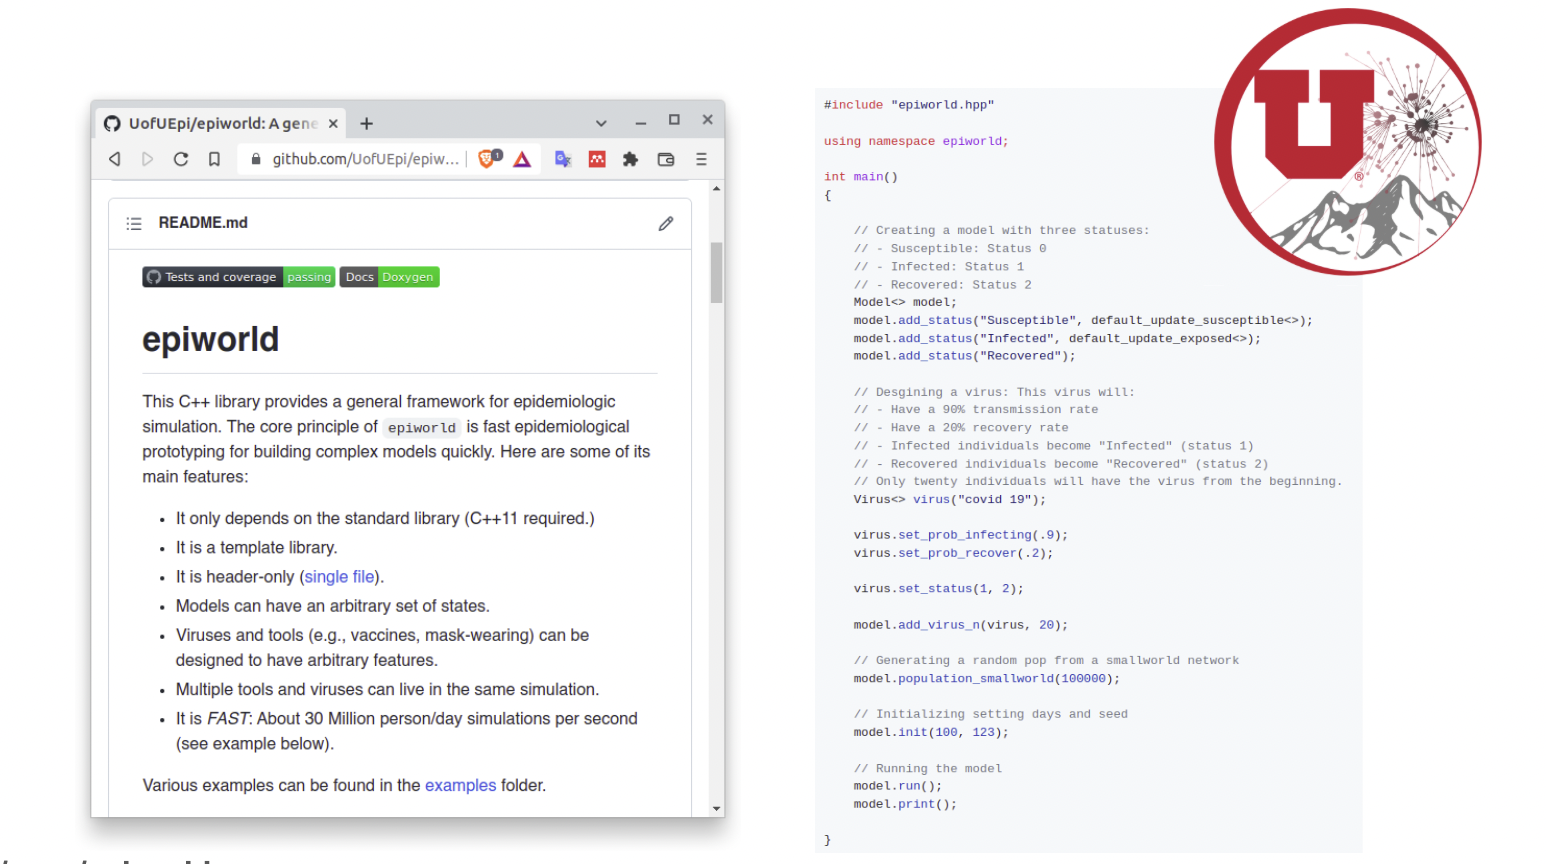 UofUEpi/epiworld: A gene
github.com/UofUEpi/epiw...
1
README.md
Tests and coverage passing Docs Doxygen
epiworld
This C++ library provides a general framework for epidemiologic
simulation. The core principle of epiworld is fast epidemiological
prototyping for building complex models quickly. Here are some of its
main features:
• It only depends on the standard library (C++11 required.)
• It is a template library.
• It is header-only (single file).
• Models can have an arbitrary set of states.
• Viruses and tools (e.g., vaccines, mask-wearing) can be
designed to have arbitrary features.
• Multiple tools and viruses can live in the same simulation.
• It is FAST: About 30 Million person/day simulations per second
(see example below).
Various examples can be found in the examples folder.
#include "epiworld.hpp"
using namespace epiworld;
int main()
{
// Creating a model with three statuses:
// - Susceptible: Status 0
// - Infected: Status 1
// - Recovered: Status 2
Model<> model;
model.add_status("Susceptible", default_update_susceptible<>);
model.add_status("Infected", default_update_exposed<>);
model.add_status("Recovered");
// Desgining a virus: This virus will:
// - Have a 90% transmission rate
// - Have a 20% recovery rate
// - Infected individuals become "Infected" (status 1)
// - Recovered individuals become "Recovered" (status 2)
// Only twenty individuals will have the virus from the beginning.
Virus<> virus("covid 19");
virus.set_prob_infecting(.9);
virus.set_prob_recover(.2);
virus.set_status(1, 2);
model.add_virus_n(virus, 20);
// Generating a random pop from a smallworld network
model.population_smallworld(100000);
// Initializing setting days and seed
model.init(100, 123);
// Running the model
model.run();
model.print();
}
U®